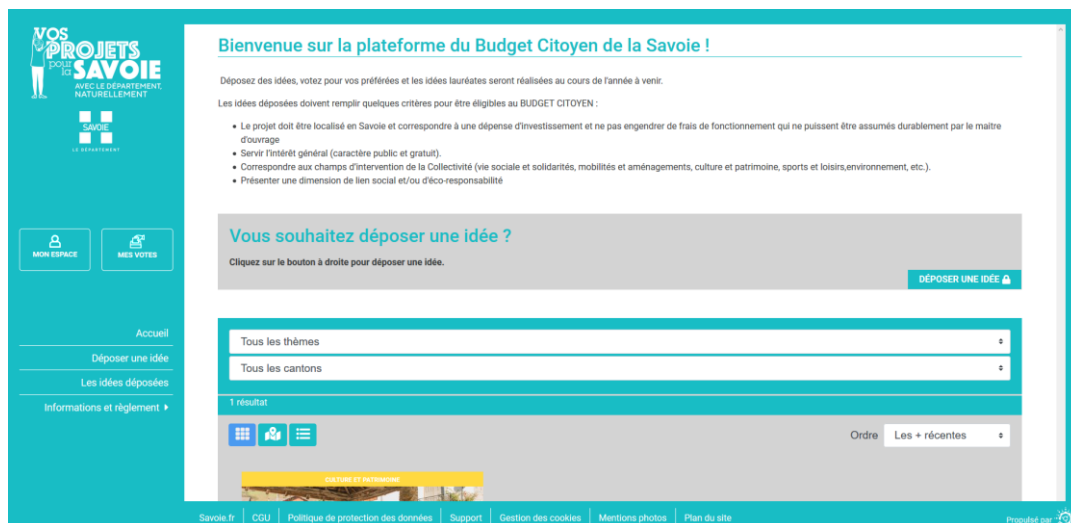 VOS
PROJETS
pour
la SAVOIE
AVEC LE DÉPARTEMENT,
NATURELLEMENT
SAVOIE
LE DÉPARTEMENT
MON ESPACE
MES VOTES
Accueil
Déposer une idée
Les idées déposées
Informations et règlement
Bienvenue sur la plateforme du Budget Citoyen de la Savoie !
Déposez des idées, votez pour vos préférées et les idées lauréates seront réalisées au cours de l'année à venir.
Les idées déposées doivent remplir quelques critères pour être éligibles au BUDGET CITOYEN :
• Le projet doit être localisé en Savoie et correspondre à une dépense d'investissement et ne pas engendrer de frais de fonctionnement qui ne puissent être assumés durablement par le maitre
d'ouvrage
• Servir l'intérêt général (caractère public et gratuit).
• Correspondre aux champs d'intervention de la Collectivité (vie sociale et solidarités, mobilités et aménagements, culture et patrimoine, sports et loisirs,environnement, etc.).
• Présenter une dimension de lien social et/ou d'éco-responsabilité
Vous souhaitez déposer une idée ?
Cliquez sur le bouton à droite pour déposer une idée.
DÉPOSER UNE IDÉE
Tous les thèmes
Tous les cantons
1 résultat
Ordre Les + récentes
CULTURE ET PATRIMOINE
Savoie.fr | CGU | Politique de protection des données | Support | Gestion des cookies | Mentions photos | Plan du site
Propulsé par